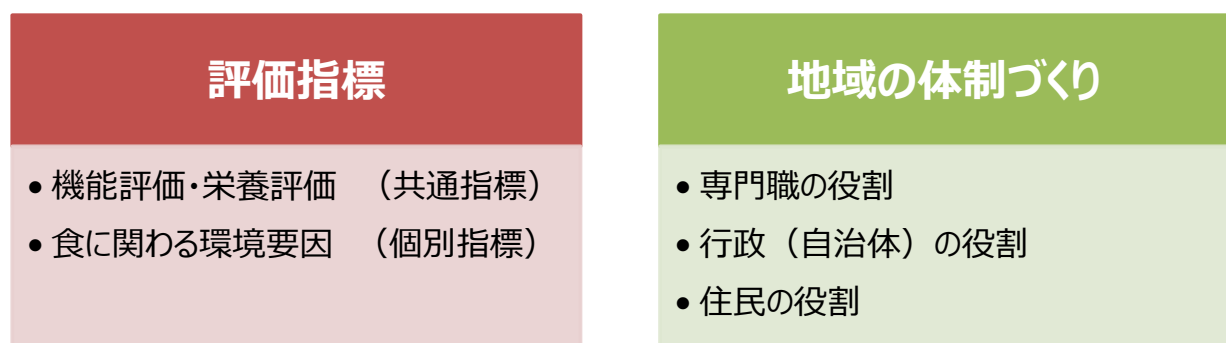 評価指標
• 機能評価・栄養評価　（共通指標）
• 食に関わる環境要因　（個別指標）
地域の体制づくり
• 専門職の役割
• 行政（自治体）の役割
• 住民の役割